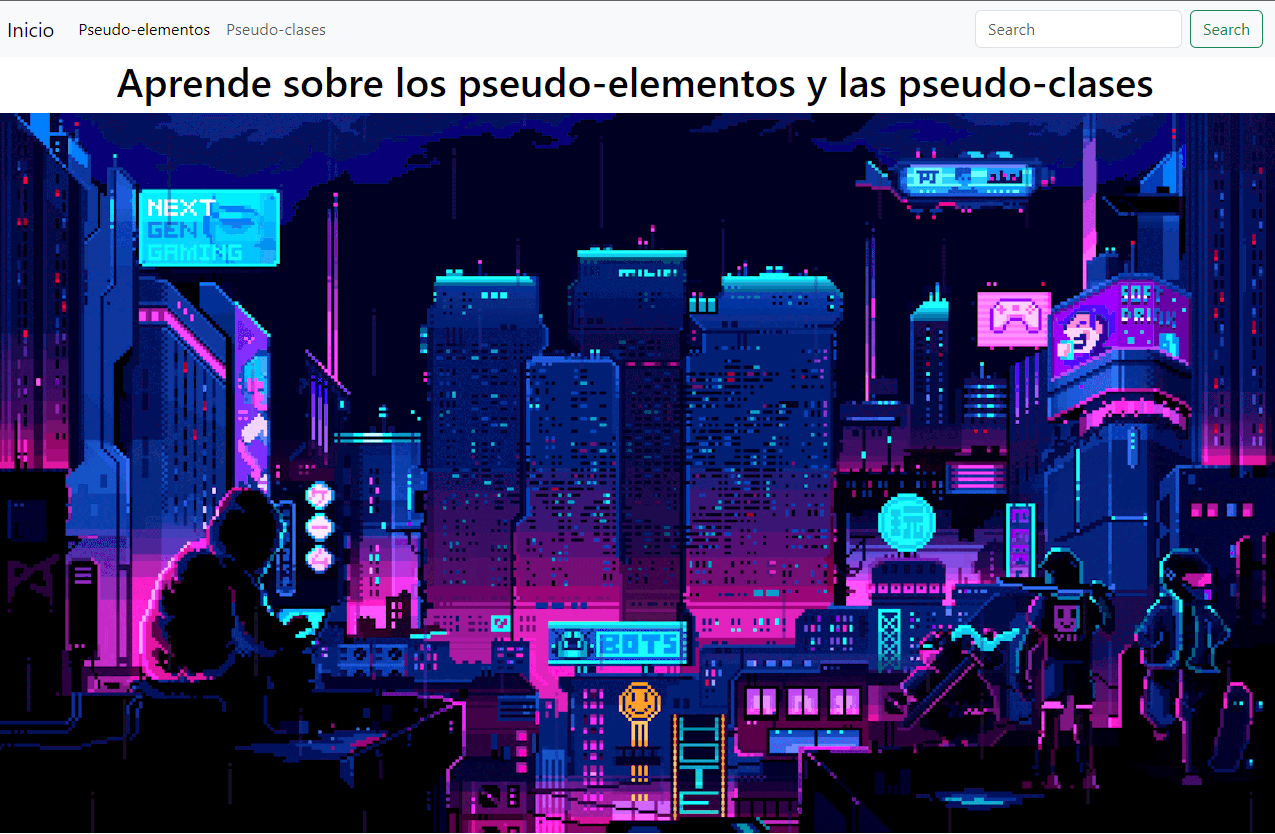 Inicio Pseudo-elementos Pseudo-clases Search Search
Aprende sobre los pseudo-elementos y las pseudo-clases
NEXT
GEN
GAMING
SOFT
DRINK
BOTS
HOTE